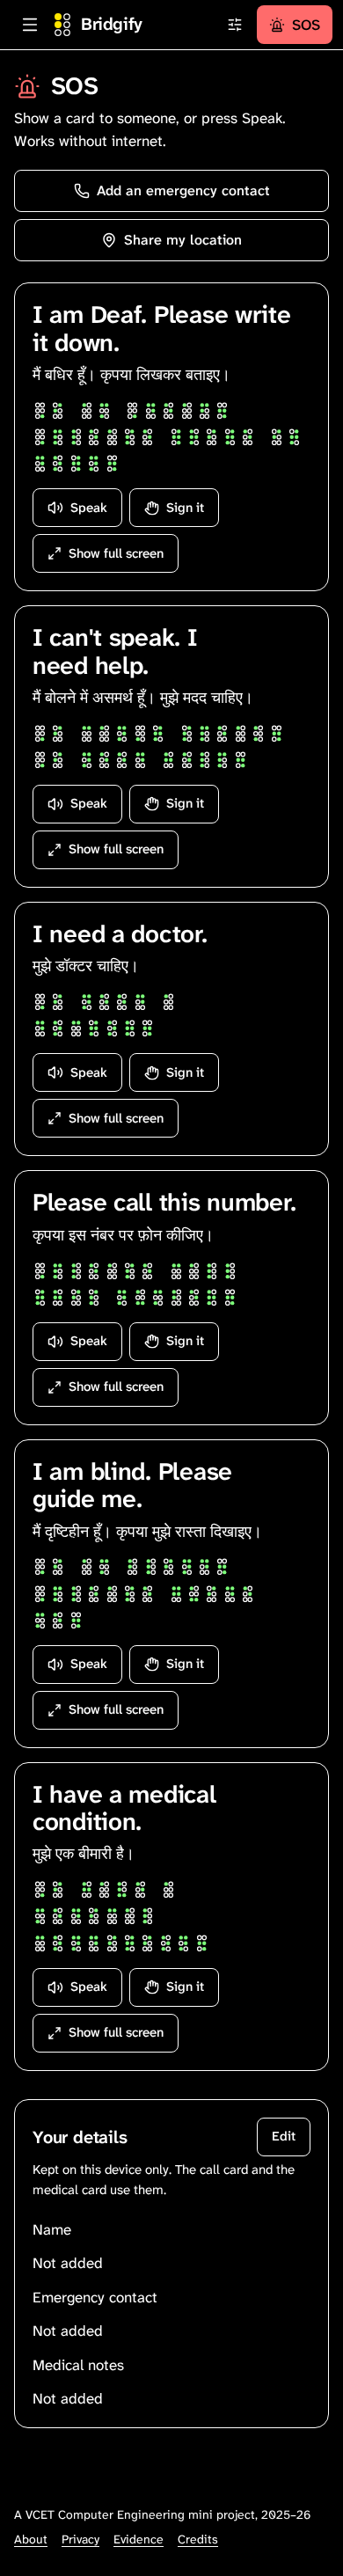 Bridgify
SOS
SOS
Show a card to someone, or press Speak.
Works without internet.
Add an emergency contact
Share my location
I am Deaf. Please write
it down.
मैं बधिर हूँ। कृपया लिखकर बताइए।
Speak
Sign it
Show full screen
I can't speak. I
need help.
मैं बोलने में असमर्थ हूँ। मुझे मदद चाहिए।
Speak
Sign it
Show full screen
I need a doctor.
मुझे डॉक्टर चाहिए।
Speak
Sign it
Show full screen
Please call this number.
कृपया इस नंबर पर फ़ोन कीजिए।
Speak
Sign it
Show full screen
I am blind. Please
guide me.
मैं दृष्टिहीन हूँ। कृपया मुझे रास्ता दिखाइए।
Speak
Sign it
Show full screen
I have a medical
condition.
मुझे एक बीमारी है।
Speak
Sign it
Show full screen
Your details
Edit
Kept on this device only. The call card and the
medical card use them.
Name
Not added
Emergency contact
Not added
Medical notes
Not added
A VCET Computer Engineering mini project, 2025–26
About Privacy Evidence Credits